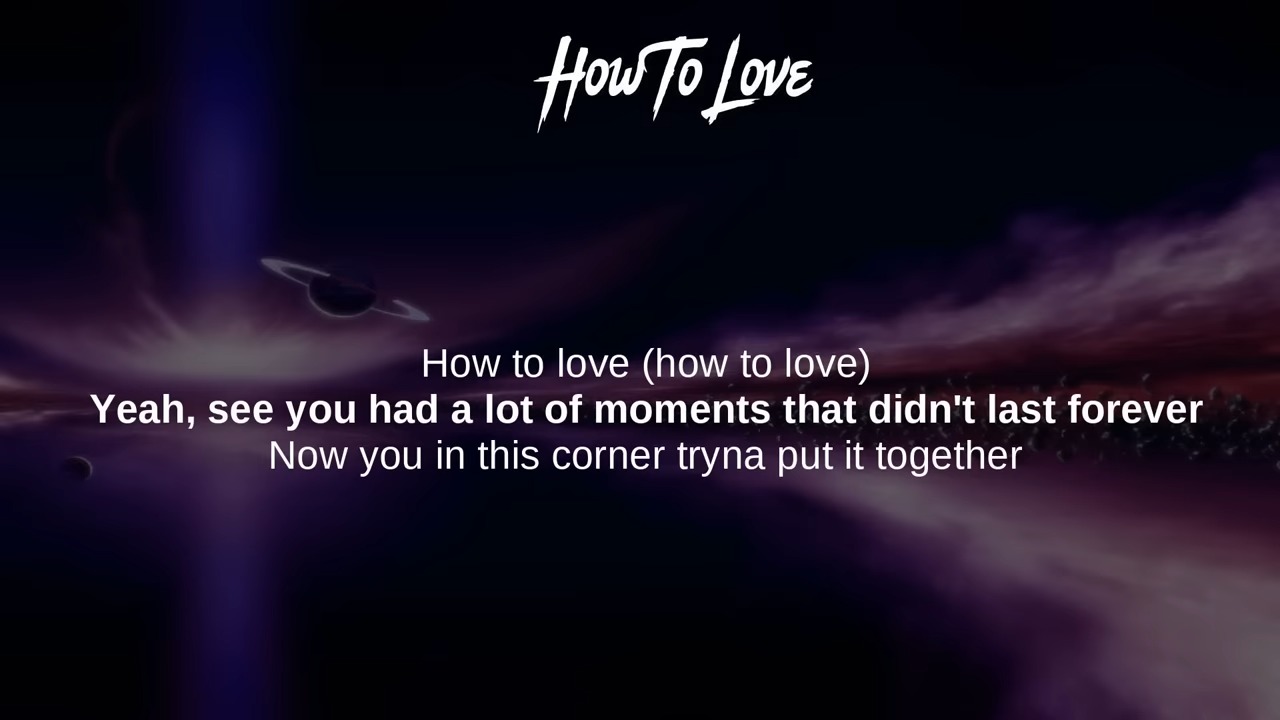 How To Love
How to love (how to love)
Yeah, see you had a lot of moments that didn't last forever
Now you in this corner tryna put it together